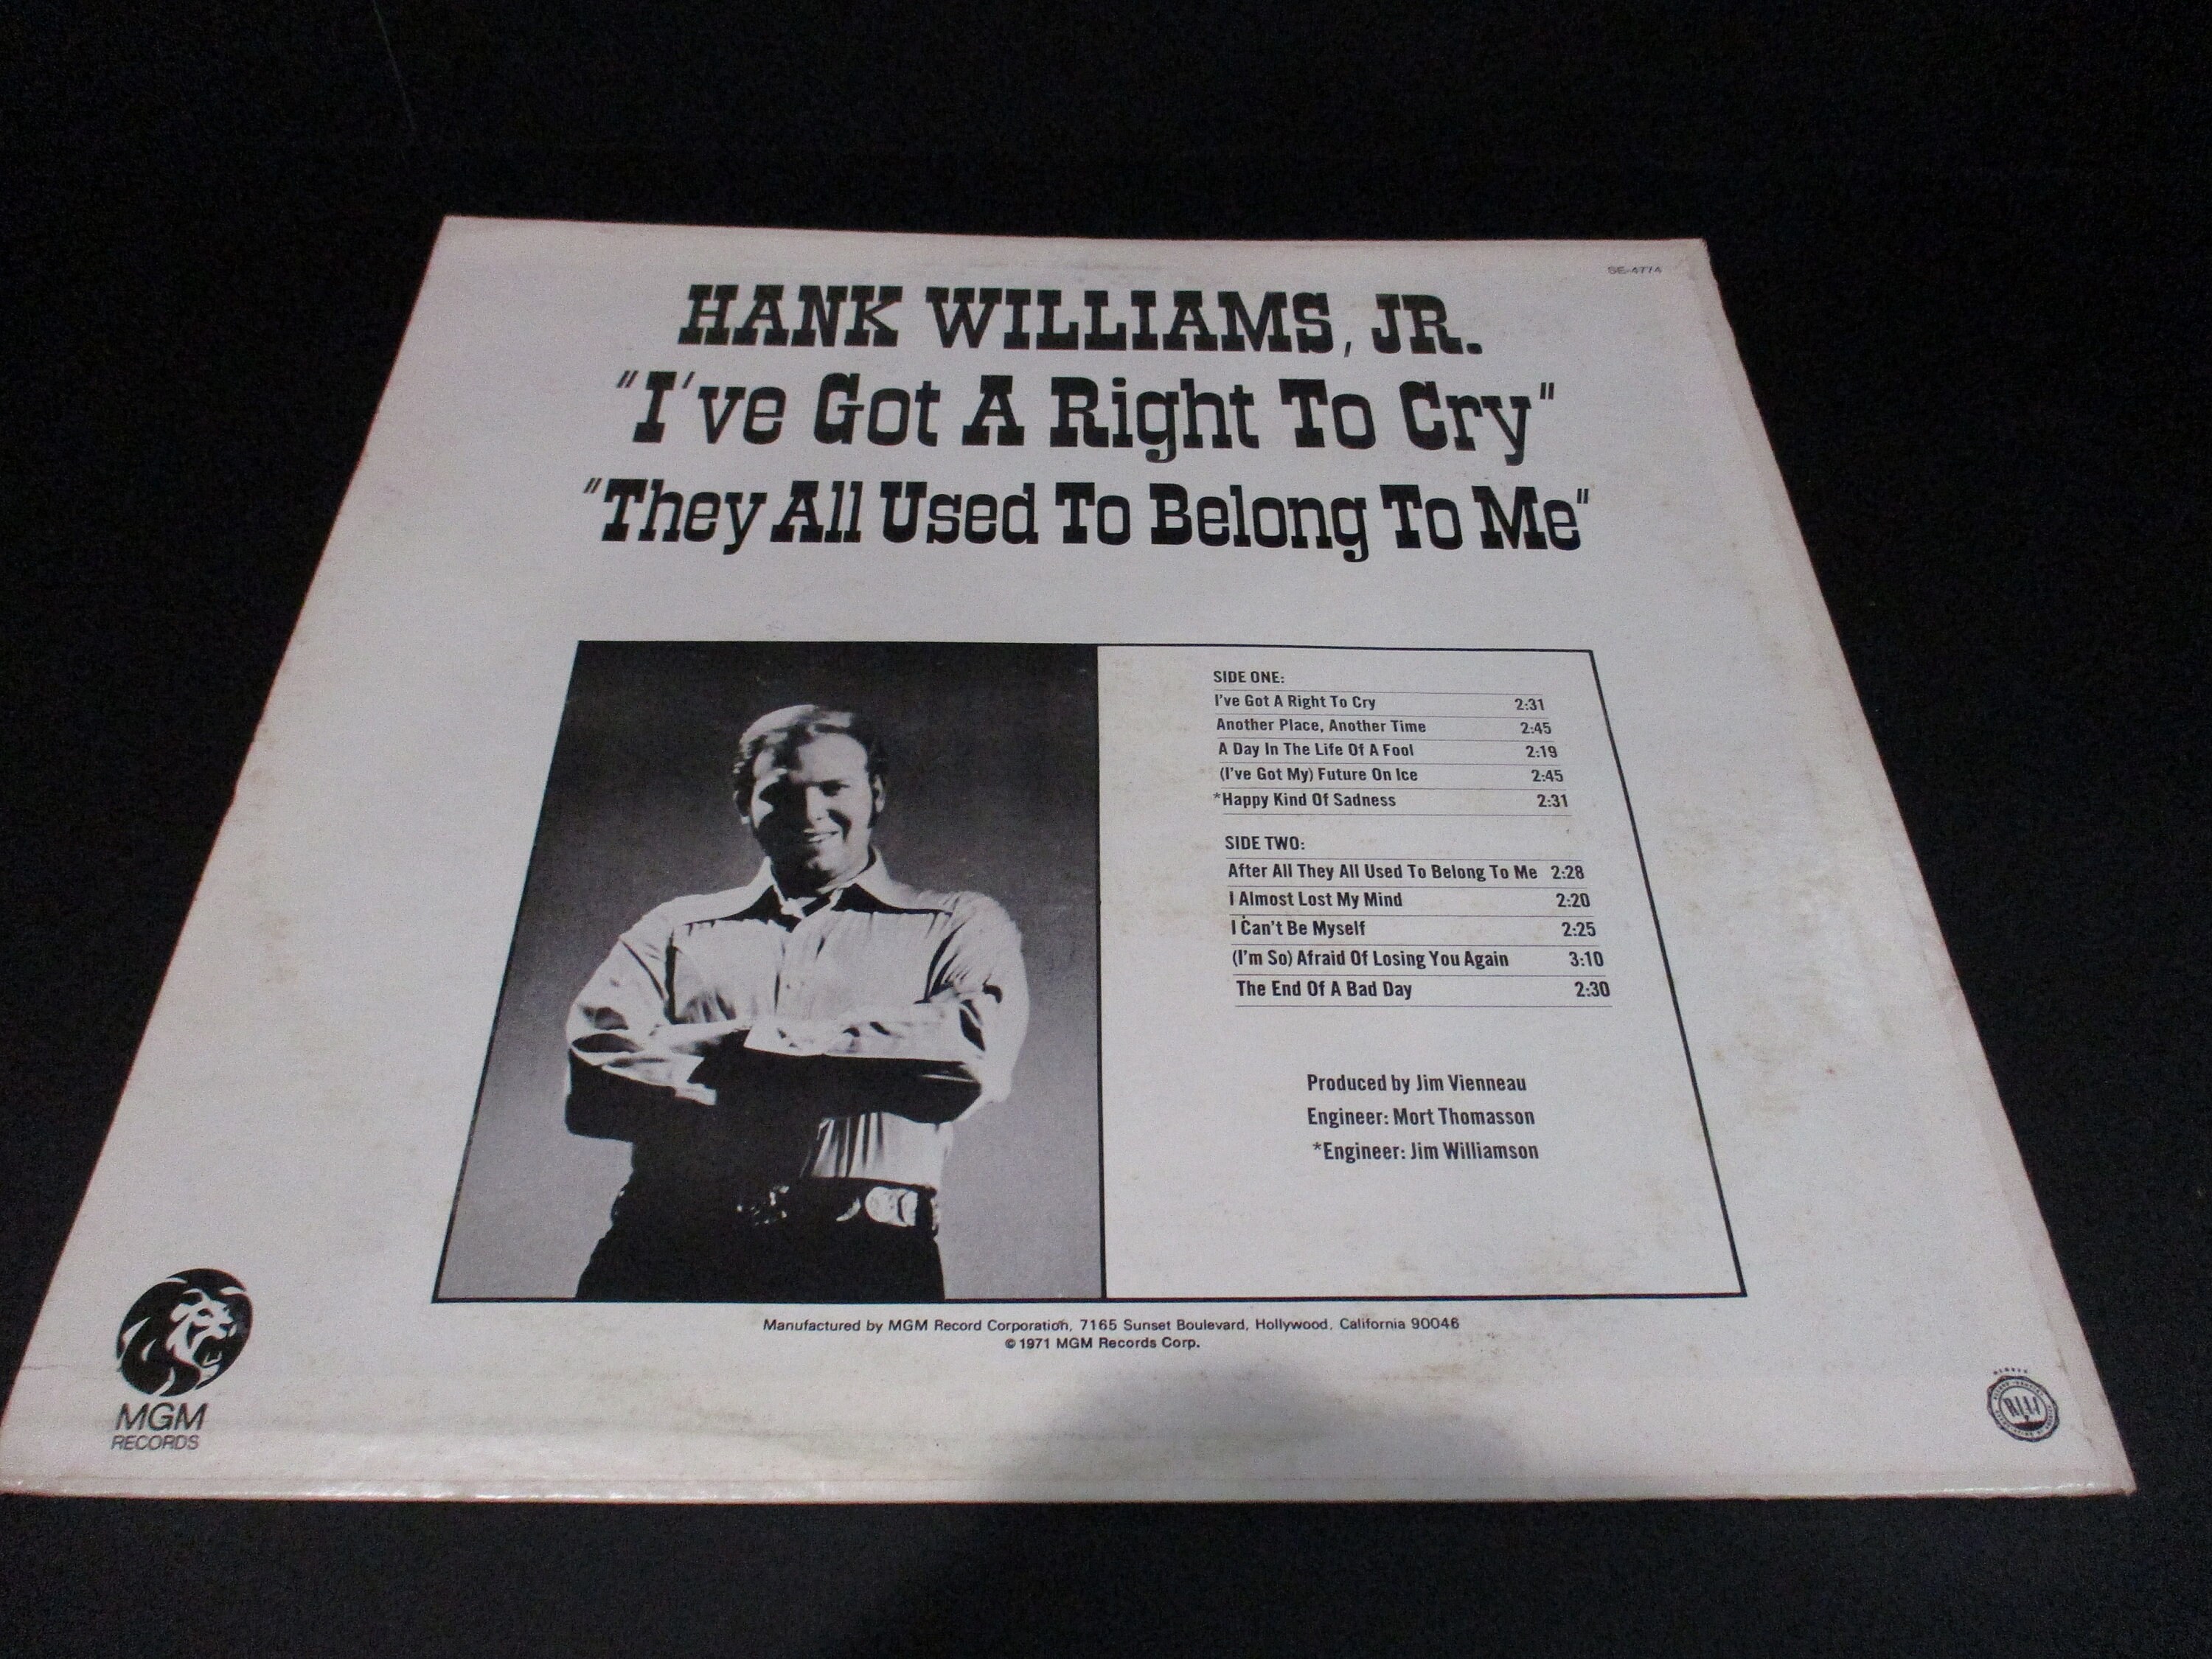 SE-4774
HANK WILLIAMS, JR.
"I've Got A Right To Cry"
"They All Used To Belong To Me"
SIDE ONE:
I've Got A Right To Cry 2:31
Another Place, Another Time 2:45
A Day In The Life Of A Fool 2:19
(I've Got My) Future On Ice 2:45
*Happy Kind Of Sadness 2:31
SIDE TWO:
After All They All Used To Belong To Me 2:28
I Almost Lost My Mind 2:20
I Can't Be Myself 2:25
(I'm So) Afraid Of Losing You Again 3:10
The End Of A Bad Day 2:30
Produced by Jim Vienneau
Engineer: Mort Thomasson
*Engineer: Jim Williamson
Manufactured by MGM Record Corporation, 7165 Sunset Boulevard, Hollywood, California 90046
© 1971 MGM Records Corp.
MGM
RECORDS
MEMBER